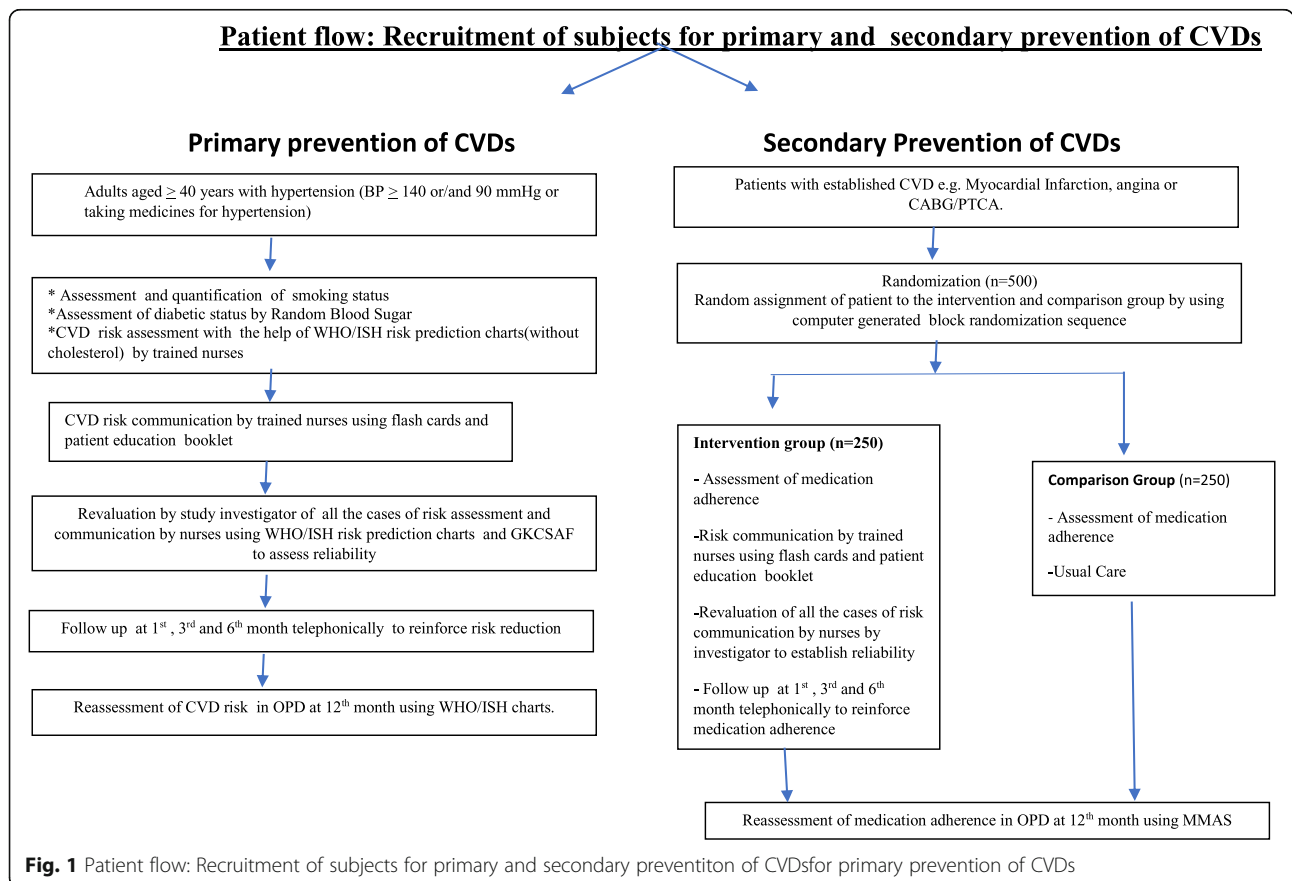 Patient flow: Recruitment of subjects for primary and secondary prevention of CVDs
Primary prevention of CVDs
Adults aged ≥ 40 years with hypertension (BP ≥ 140 or/and 90 mmHg or
taking medicines for hypertension)
* Assessment and quantification of smoking status
*Assessment of diabetic status by Random Blood Sugar
*CVD risk assessment with the help of WHO/ISH risk prediction charts(without
cholesterol) by trained nurses
CVD risk communication by trained nurses using flash cards and
patient education booklet
Revaluation by study investigator of all the cases of risk assessment and
communication by nurses using WHO/ISH risk prediction charts and GKCSAF
to assess reliability
Follow up at 1st , 3rd and 6th month telephonically to reinforce risk reduction
Reassessment of CVD risk in OPD at 12th month using WHO/ISH charts.
Secondary Prevention of CVDs
Patients with established CVD e.g. Myocardial Infarction, angina or
CABG/PTCA.
Randomization (n=500)
Random assignment of patient to the intervention and comparison group by using
computer generated block randomization sequence
Intervention group (n=250)
- Assessment of medication
adherence
-Risk communication by trained
nurses using flash cards and patient
education booklet
-Revaluation of all the cases of risk
communication by nurses by
investigator to establish reliability
- Follow up at 1st , 3rd and 6th
month telephonically to reinforce
medication adherence
Comparison Group (n=250)
- Assessment of medication
adherence
-Usual Care
Reassessment of medication adherence in OPD at 12th month using MMAS
Fig. 1 Patient flow: Recruitment of subjects for primary and secondary preventiton of CVDsfor primary prevention of CVDs